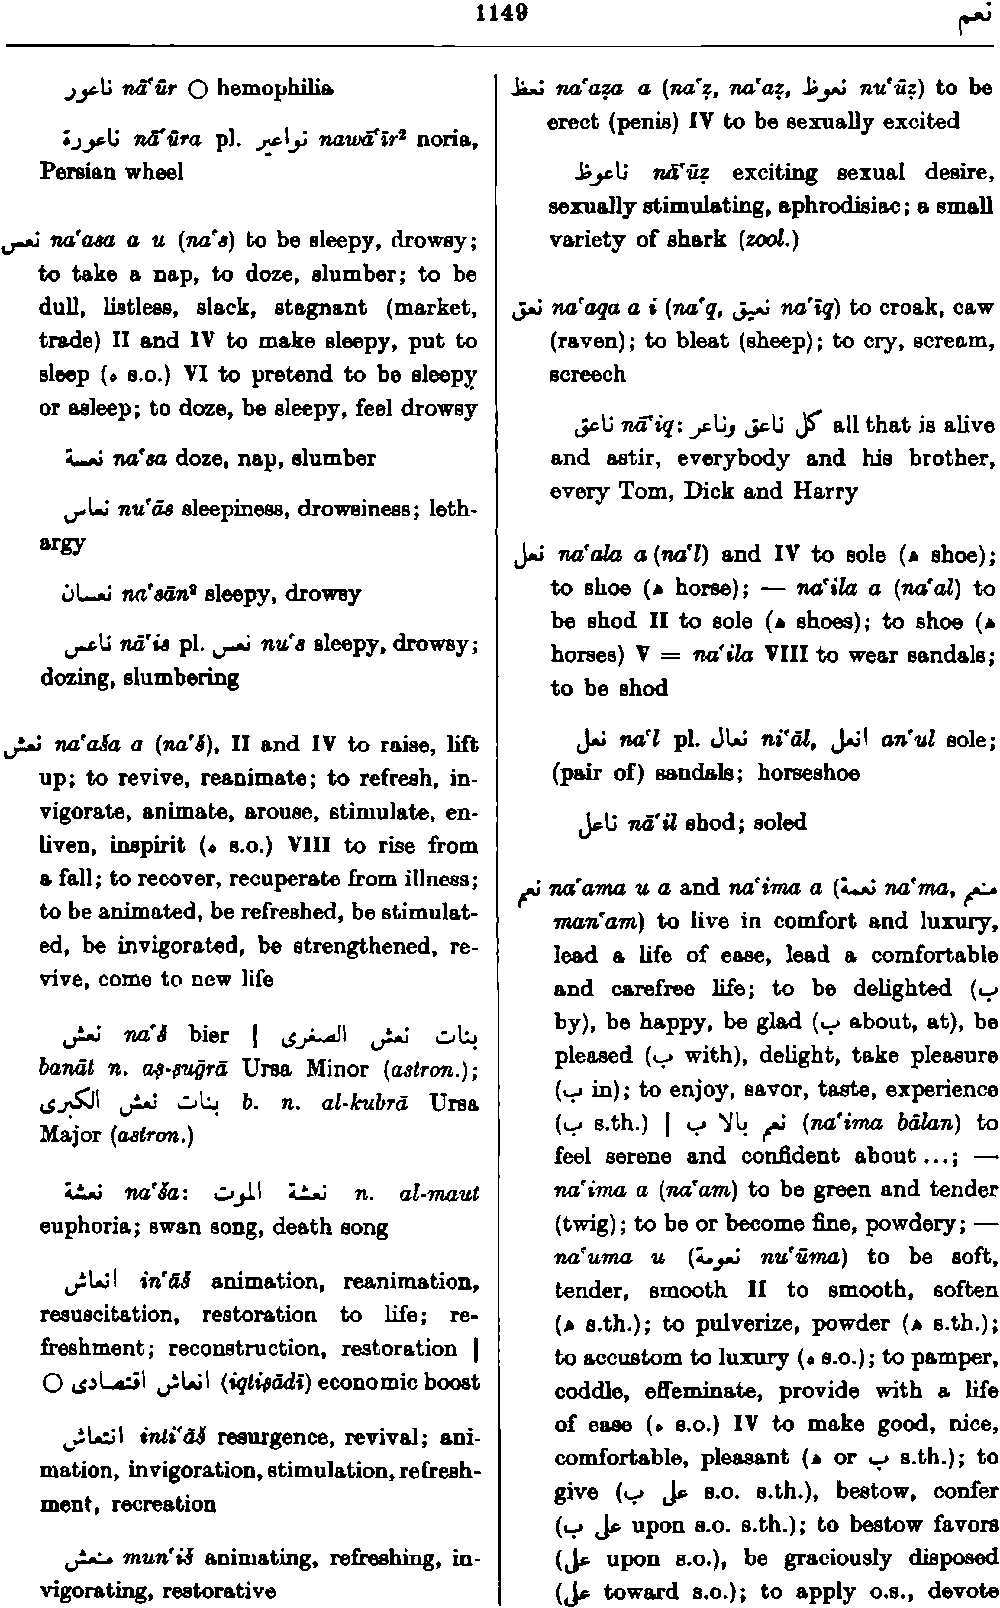 1149
نعم
ناعور nāʿūr ○ hemophilia
ناعورة nāʿūra pl. نواعير nawāʿīr² noria,
Persian wheel
نعس naʿasa a u (naʿs) to be sleepy, drowsy;
to take a nap, to doze, slumber; to be
dull, listless, slack, stagnant (market,
trade) II and IV to make sleepy, put to
sleep (ه s.o.) VI to pretend to be sleepy
or asleep; to doze, be sleepy, feel drowsy
نعسة naʿsa doze, nap, slumber
نعاس nuʿās sleepiness, drowsiness; leth-
argy
نعسان naʿsān² sleepy, drowsy
ناعس nāʿis pl. نعس nuʿs sleepy, drowsy;
dozing, slumbering
نعش naʿaša a (naʿš), II and IV to raise, lift
up; to revive, reanimate; to refresh, in-
vigorate, animate, arouse, stimulate, en-
liven, inspirit (ه s.o.) VIII to rise from
a fall; to recover, recuperate from illness;
to be animated, be refreshed, be stimulat-
ed, be invigorated, be strengthened, re-
vive, come to new life
نعش naʿš bier | بنات نعش الصغرى
banāt n. aṣ-ṣuḡrā Ursa Minor (astron.);
بنات نعش الكبرى b. n. al-kubrā Ursa
Major (astron.)
نعشة naʿša: نعشة الموت n. al-maut
euphoria; swan song, death song
انعاش inʿāš animation, reanimation,
resuscitation, restoration to life; re-
freshment; reconstruction, restoration |
○ انعاش اقتصادى (iqtiṣādī) economic boost
انتعاش intiʿāš resurgence, revival; ani-
mation, invigoration, stimulation, refresh-
ment, recreation
منعش munʿiš animating, refreshing, in-
vigorating, restorative
نعظ naʿaẓa a (naʿẓ, naʿaẓ, نعوظ nuʿūẓ) to be
erect (penis) IV to be sexually excited
ناعوظ nāʿūẓ exciting sexual desire,
sexually stimulating, aphrodisiac; a small
variety of shark (zool.)
نعق naʿaqa a i (naʿq, نعيق naʿīq) to croak, caw
(raven); to bleat (sheep); to cry, scream,
screech
ناعق nāʿiq: كل ناعق وناعر all that is alive
and astir, everybody and his brother,
every Tom, Dick and Harry
نعل naʿala a (naʿl) and IV to sole (ه shoe);
to shoe (ه horse); — naʿila a (naʿal) to
be shod II to sole (ه shoes); to shoe (ه
horses) V = naʿila VIII to wear sandals;
to be shod
نعل naʿl pl. نعال niʿāl, انعل anʿul sole;
(pair of) sandals; horseshoe
ناعل nāʿil shod; soled
نعم naʿama u a and naʿima a (نعمة naʿma, منعم
manʿam) to live in comfort and luxury,
lead a life of ease, lead a comfortable
and carefree life; to be delighted (ب
by), be happy, be glad (ب about, at), be
pleased (ب with), delight, take pleasure
(ب in); to enjoy, savor, taste, experience
(ب s.th.) | نعم بالا ب (naʿima bālan) to
feel serene and confident about ...; —
naʿima a (naʿam) to be green and tender
(twig); to be or become fine, powdery; —
naʿuma u (نعومة nuʿūma) to be soft,
tender, smooth II to smooth, soften
(ه s.th.); to pulverize, powder (ه s.th.);
to accustom to luxury (ه s.o.); to pamper,
coddle, effeminate, provide with a life
of ease (ه s.o.) IV to make good, nice,
comfortable, pleasant (ه or ب s.th.); to
give (على ب s.o. s.th.), bestow, confer
(على ب upon s.o. s.th.); to bestow favors
(على upon s.o.), be graciously disposed
(على toward s.o.); to apply o.s., devote